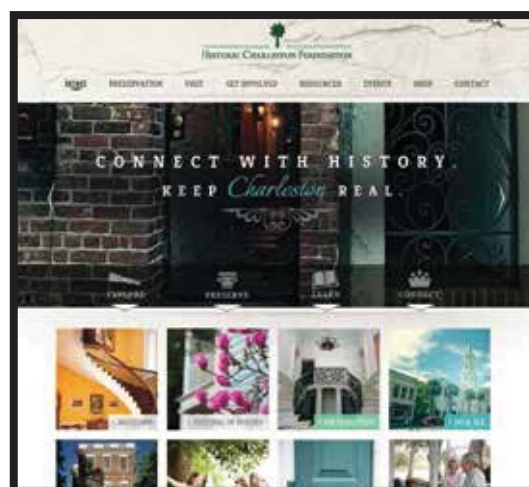 HISTORIC CHARLESTON FOUNDATION
HOME PRESERVATION VISIT GET INVOLVED RESOURCES EVENTS SHOP CONTACT
CONNECT WITH HISTORY.
KEEP Charleston REAL.
EXPLORE PRESERVE LEARN CONNECT